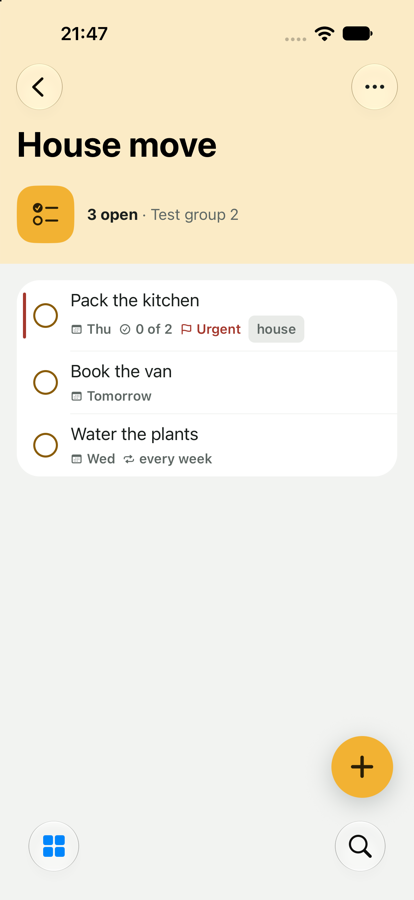 21:47
House move
3 open · Test group 2
Pack the kitchen
Thu 0 of 2 Urgent house
Book the van
Tomorrow
Water the plants
Wed every week